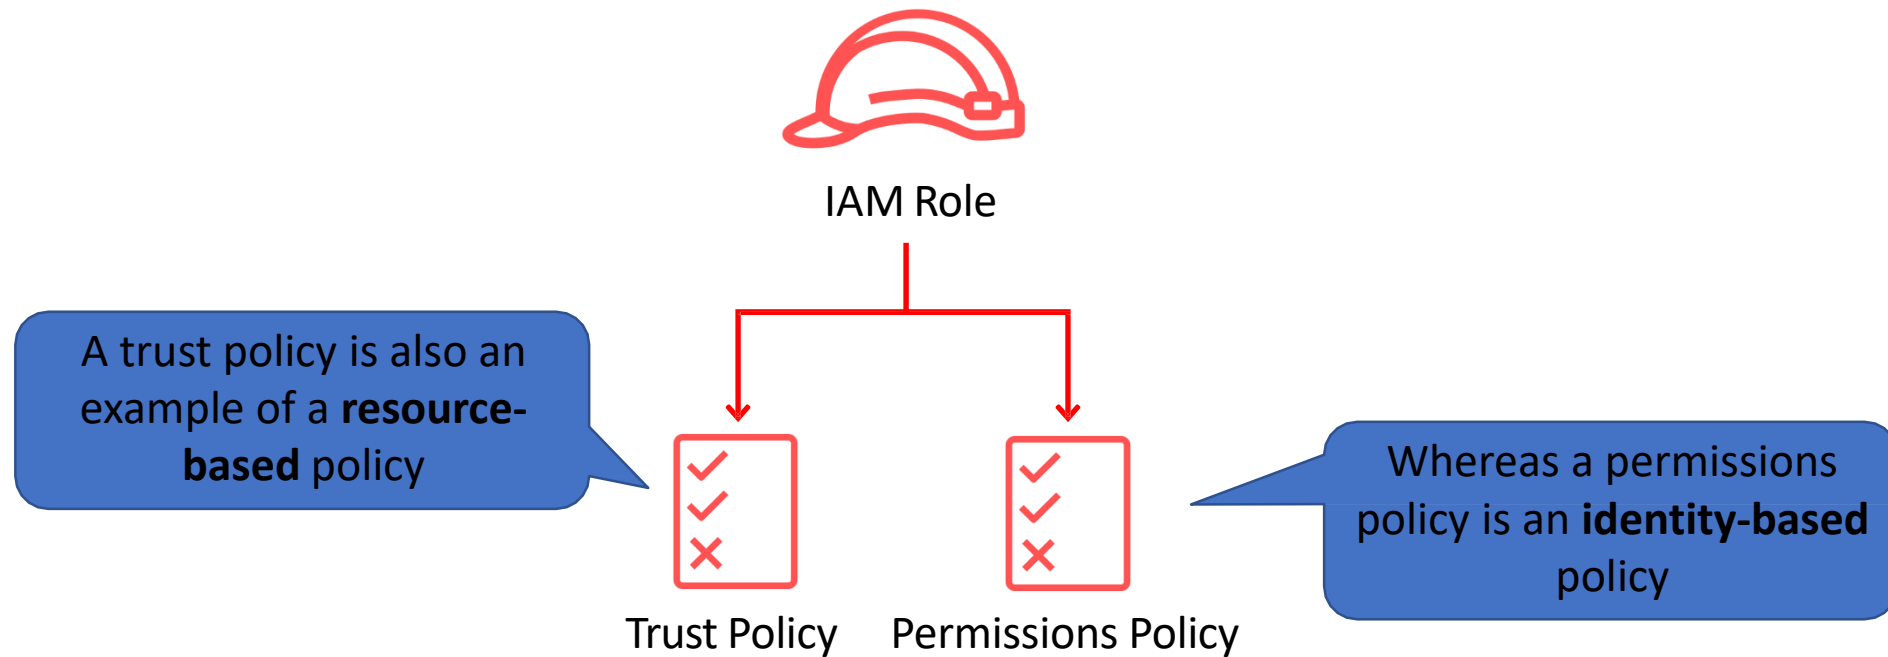 IAM Role
A trust policy is also an
example of a resource-
based policy
Whereas a permissions
policy is an identity-based
policy
Trust Policy
Permissions Policy